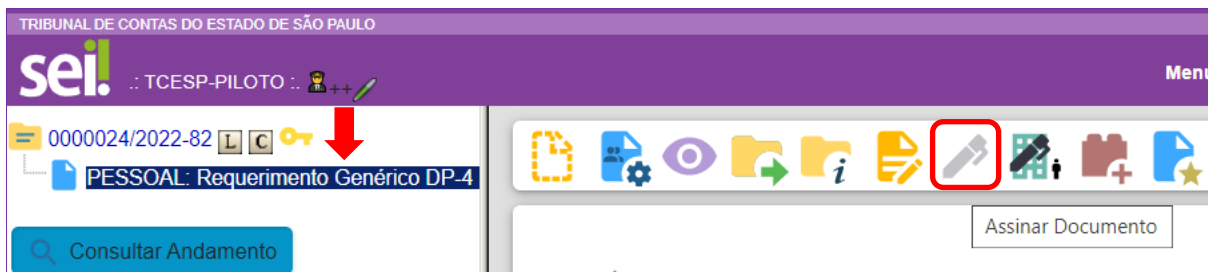 TRIBUNAL DE CONTAS DO ESTADO DE SÃO PAULO
sei!
.: TCESP-PILOTO :. ++
Menu
0000024/2022-82 L C
PESSOAL: Requerimento Genérico DP-4
Assinar Documento
Consultar Andamento